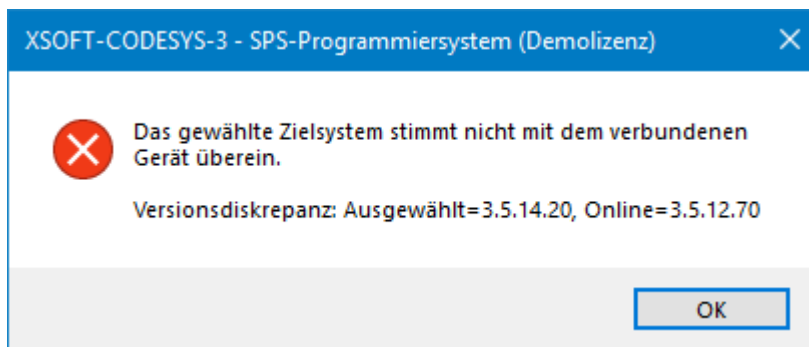 XSOFT-CODESYS-3 - SPS-Programmiersystem (Demolizenz)
Das gewählte Zielsystem stimmt nicht mit dem verbundenen
Gerät überein.
Versionsdiskrepanz: Ausgewählt=3.5.14.20, Online=3.5.12.70
OK